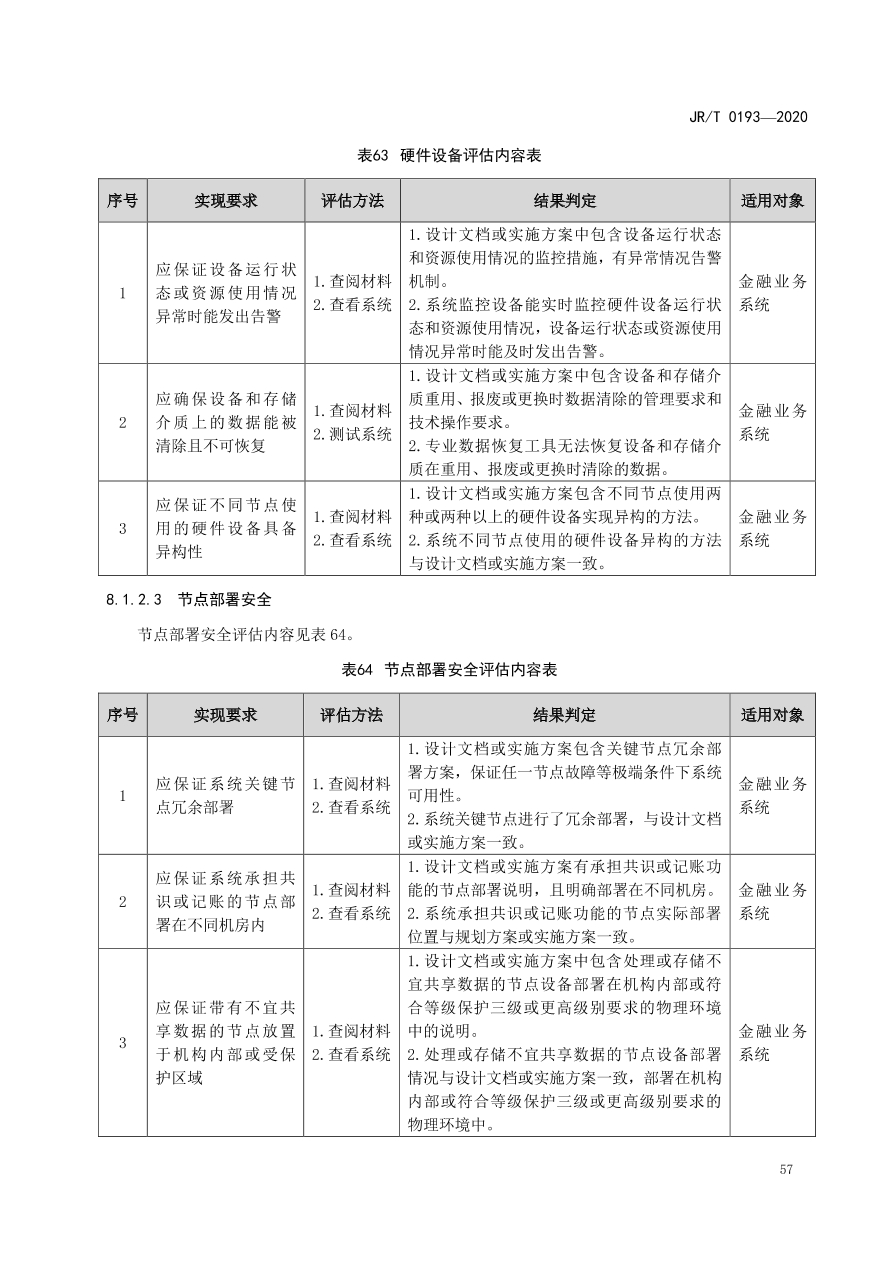 JR/T 0193—2020
表63 硬件设备评估内容表
序号 实现要求 评估方法 结果判定 适用对象
1
应保证设备运行状
态或资源使用情况
异常时能发出告警
1.查阅材料
2.查看系统
1.设计文档或实施方案中包含设备运行状态
和资源使用情况的监控措施，有异常情况告警
机制。
2.系统监控设备能实时监控硬件设备运行状
态和资源使用情况，设备运行状态或资源使用
情况异常时能及时发出告警。
金融业务
系统
2
应确保设备和存储
介质上的数据能被
清除且不可恢复
1.查阅材料
2.测试系统
1.设计文档或实施方案中包含设备和存储介
质重用、报废或更换时数据清除的管理要求和
技术操作要求。
2.专业数据恢复工具无法恢复设备和存储介
质在重用、报废或更换时清除的数据。
金融业务
系统
3
应保证不同节点使
用的硬件设备具备
异构性
1.查阅材料
2.查看系统
1.设计文档或实施方案包含不同节点使用两
种或两种以上的硬件设备实现异构的方法。
2.系统不同节点使用的硬件设备异构的方法
与设计文档或实施方案一致。
金融业务
系统
8.1.2.3 节点部署安全
节点部署安全评估内容见表 64。
表64 节点部署安全评估内容表
序号 实现要求 评估方法 结果判定 适用对象
1
应保证系统关键节
点冗余部署
1.查阅材料
2.查看系统
1.设计文档或实施方案包含关键节点冗余部
署方案，保证任一节点故障等极端条件下系统
可用性。
2.系统关键节点进行了冗余部署，与设计文档
或实施方案一致。
金融业务
系统
2
应保证系统承担共
识或记账的节点部
署在不同机房内
1.查阅材料
2.查看系统
1.设计文档或实施方案有承担共识或记账功
能的节点部署说明，且明确部署在不同机房。
2.系统承担共识或记账功能的节点实际部署
位置与规划方案或实施方案一致。
金融业务
系统
3
应保证带有不宜共
享数据的节点放置
于机构内部或受保
护区域
1.查阅材料
2.查看系统
1.设计文档或实施方案中包含处理或存储不
宜共享数据的节点设备部署在机构内部或符
合等级保护三级或更高级别要求的物理环境
中的说明。
2.处理或存储不宜共享数据的节点设备部署
情况与设计文档或实施方案一致，部署在机构
内部或符合等级保护三级或更高级别要求的
物理环境中。
金融业务
系统
57